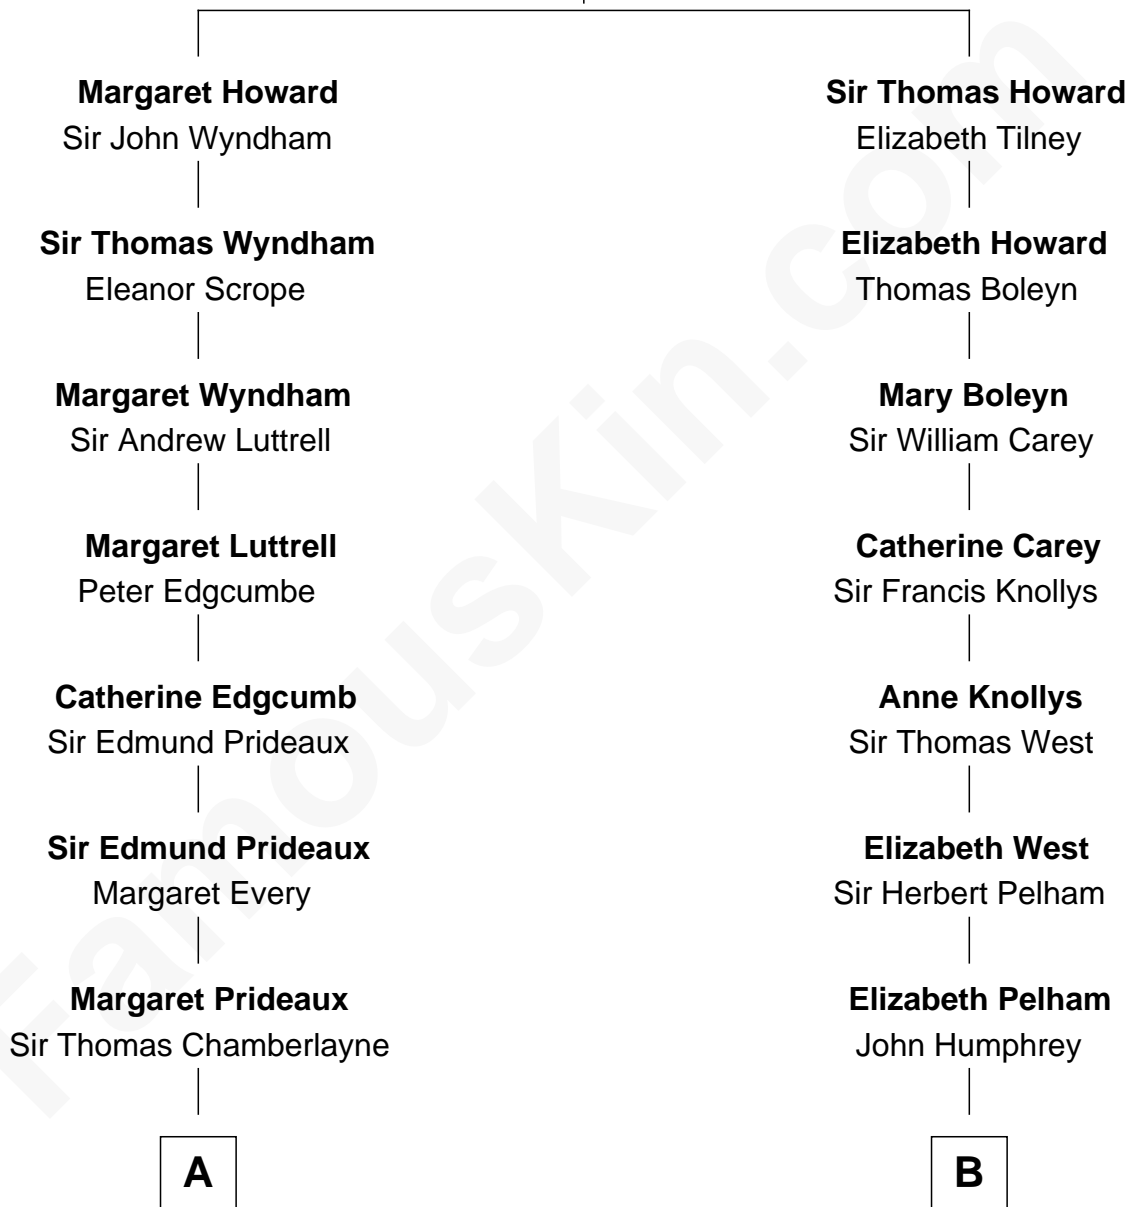 Margaret Howard
Sir John Wyndham
Sir Thomas Wyndham
Eleanor Scrope
Margaret Wyndham
Sir Andrew Luttrell
Margaret Luttrell
Peter Edgcumbe
Catherine Edgcumb
Sir Edmund Prideaux
Sir Edmund Prideaux
Margaret Every
Margaret Prideaux
Sir Thomas Chamberlayne
A
Sir Thomas Howard
Elizabeth Tilney
Elizabeth Howard
Thomas Boleyn
Mary Boleyn
Sir William Carey
Catherine Carey
Sir Francis Knollys
Anne Knollys
Sir Thomas West
Elizabeth West
Sir Herbert Pelham
Elizabeth Pelham
John Humphrey
B
FamousKin.com